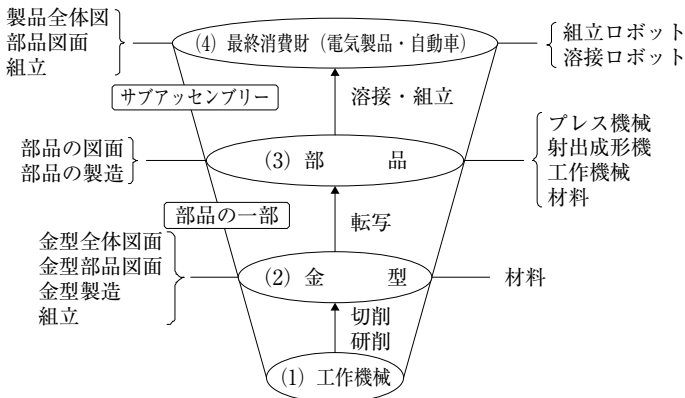 製品全体図
部品図面
組立
(4) 最終消費財（電気製品・自動車）
組立ロボット
溶接ロボット
サブアッセンブリー
溶接・組立
部品の図面
部品の製造
(3) 部　　品
プレス機械
射出成形機
工作機械
材料
部品の一部
転写
金型全体図面
金型部品図面
金型製造
組立
(2) 金　　型
材料
切削
研削
(1) 工作機械